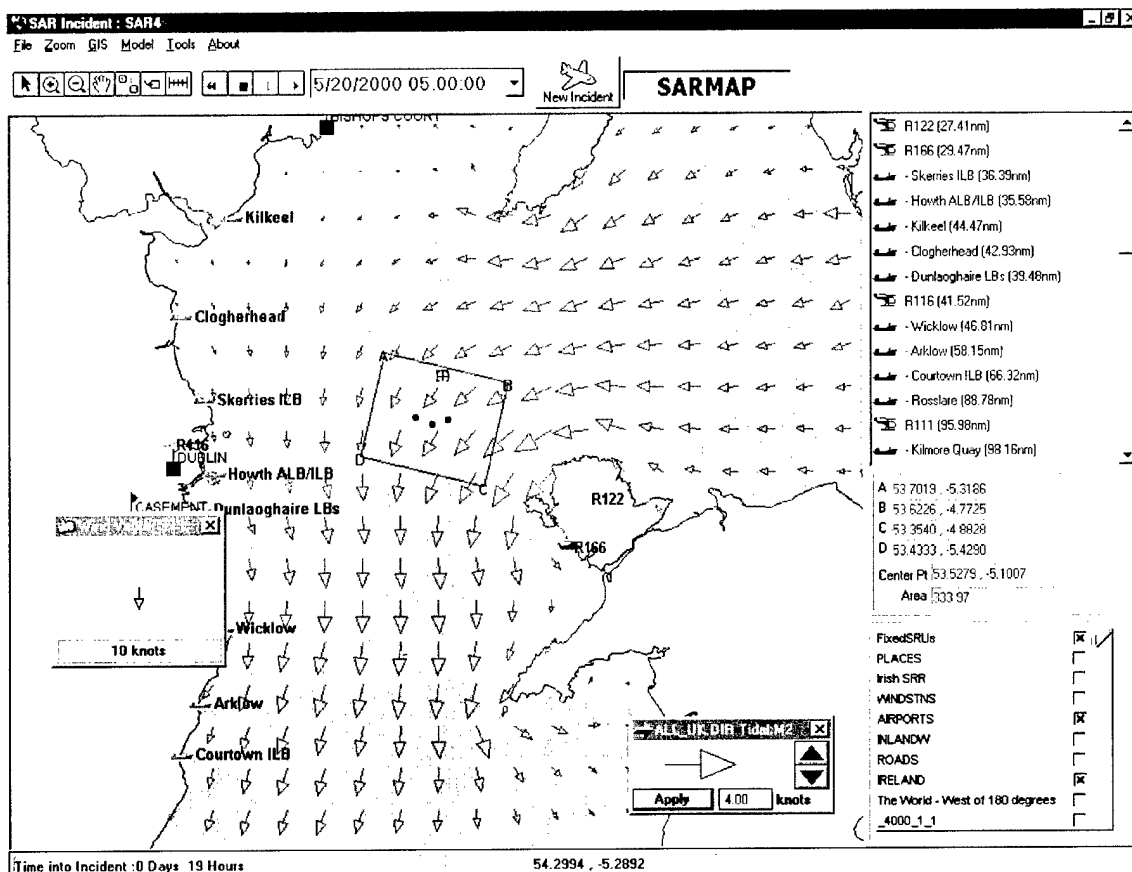 SAR Incident : SAR4
File Zoom GIS Model Tools About
5/20/2000 05:00:00
New Incident
SARMAP
BISHOPS COURT
Kilkeel
Clogherhead
A
B
Skerries ILB
DUBLIN
D
C
Howth ALB/ILB
CASEMENT
Dunlaoghaire LBs
R122
R166
10 knots
Wicklow
Arklow
Courtown ILB
Apply 4.00 knots
R122 (27.41nm)
R166 (29.47nm)
- Skerries ILB (36.39nm)
- Howth ALB/ILB (35.58nm)
- Kilkeel (44.47nm)
- Clogherhead (42.93nm)
- Dunlaoghaire LBs (39.48nm)
R116 (41.52nm)
- Wicklow (46.81nm)
- Arklow (58.15nm)
- Courtown ILB (66.32nm)
- Rosslare (88.78nm)
R111 (95.98nm)
- Kilmore Quay (98.16nm)
A 53.7019 , -5.3186
B 53.6226 , -4.7725
C 53.3540 , -4.8828
D 53.4333 , -5.4290
Center Pt 53.5279 , -5.1007
Area 333.97
FixedSRUs
PLACES
Irish SRR
WINDSTNS
AIRPORTS
INLANDW
ROADS
IRELAND
The World - West of 180 degrees
_4000_1_1
Time into Incident :0 Days 19 Hours
54.2994 , -5.2892